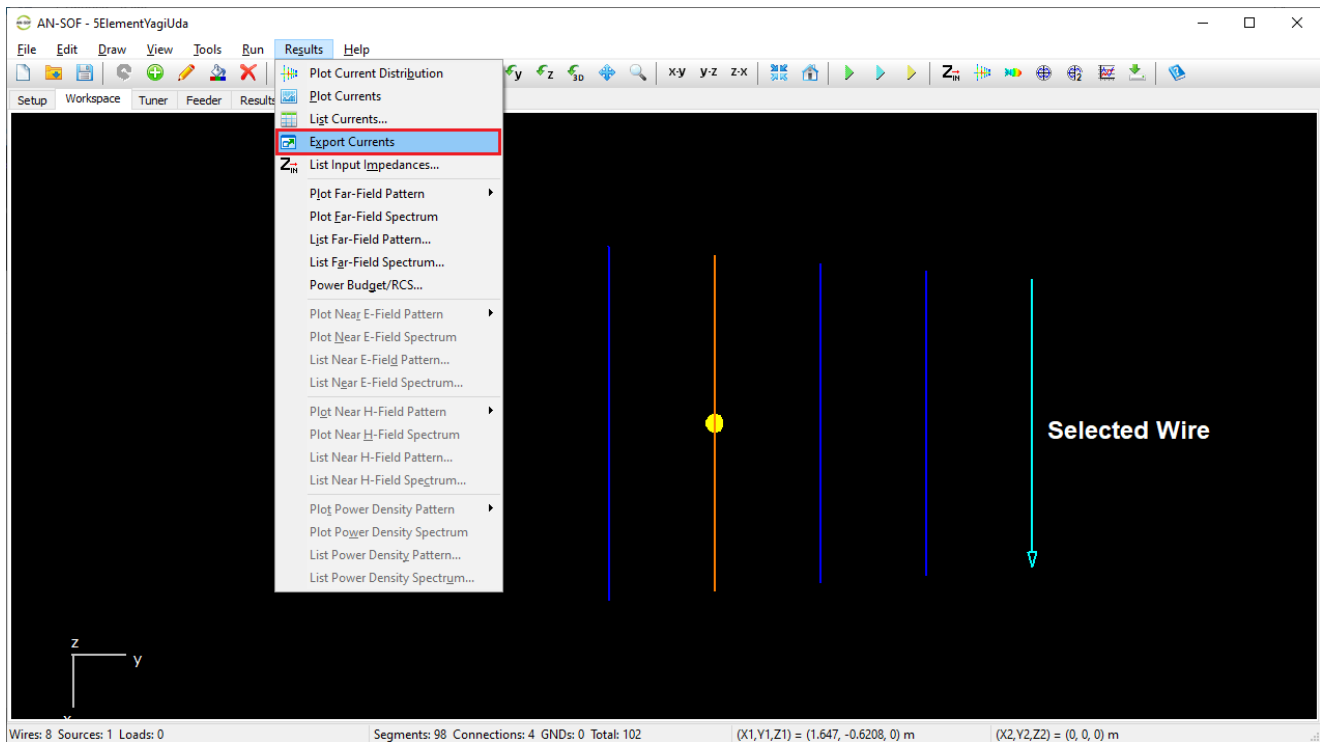 AN-SOF - 5ElementYagiUda
File Edit Draw View Tools Run Results Help
y z 3D x-y y-z z-x Z IN 2
Setup Workspace Tuner Feeder Results
Plot Current Distribution
Plot Currents
List Currents...
Export Currents
Z IN List Input Impedances...
Plot Far-Field Pattern
Plot Far-Field Spectrum
List Far-Field Pattern...
List Far-Field Spectrum...
Power Budget/RCS...
Plot Near E-Field Pattern
Plot Near E-Field Spectrum
List Near E-Field Pattern...
List Near E-Field Spectrum...
Plot Near H-Field Pattern
Plot Near H-Field Spectrum
List Near H-Field Pattern...
List Near H-Field Spectrum...
Plot Power Density Pattern
Plot Power Density Spectrum
List Power Density Pattern...
List Power Density Spectrum...
Selected Wire
z
y
x
Wires: 8 Sources: 1 Loads: 0 Segments: 98 Connections: 4 GNDs: 0 Total: 102 (X1,Y1,Z1) = (1.647, -0.6208, 0) m (X2,Y2,Z2) = (0, 0, 0) m